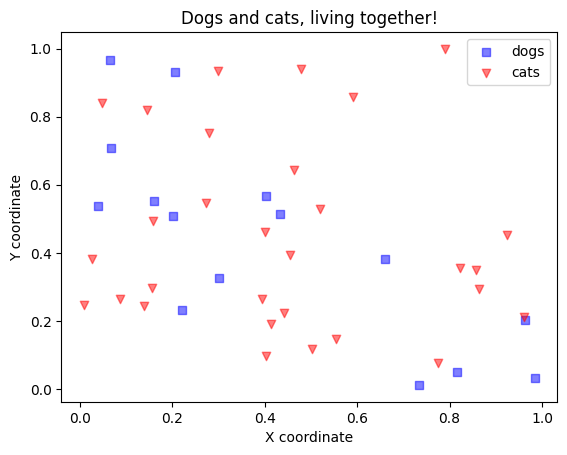 Dogs and cats, living together!
dogs
cats
Y coordinate
1.0
0.8
0.6
0.4
0.2
0.0
0.0 0.2 0.4 0.6 0.8 1.0
X coordinate